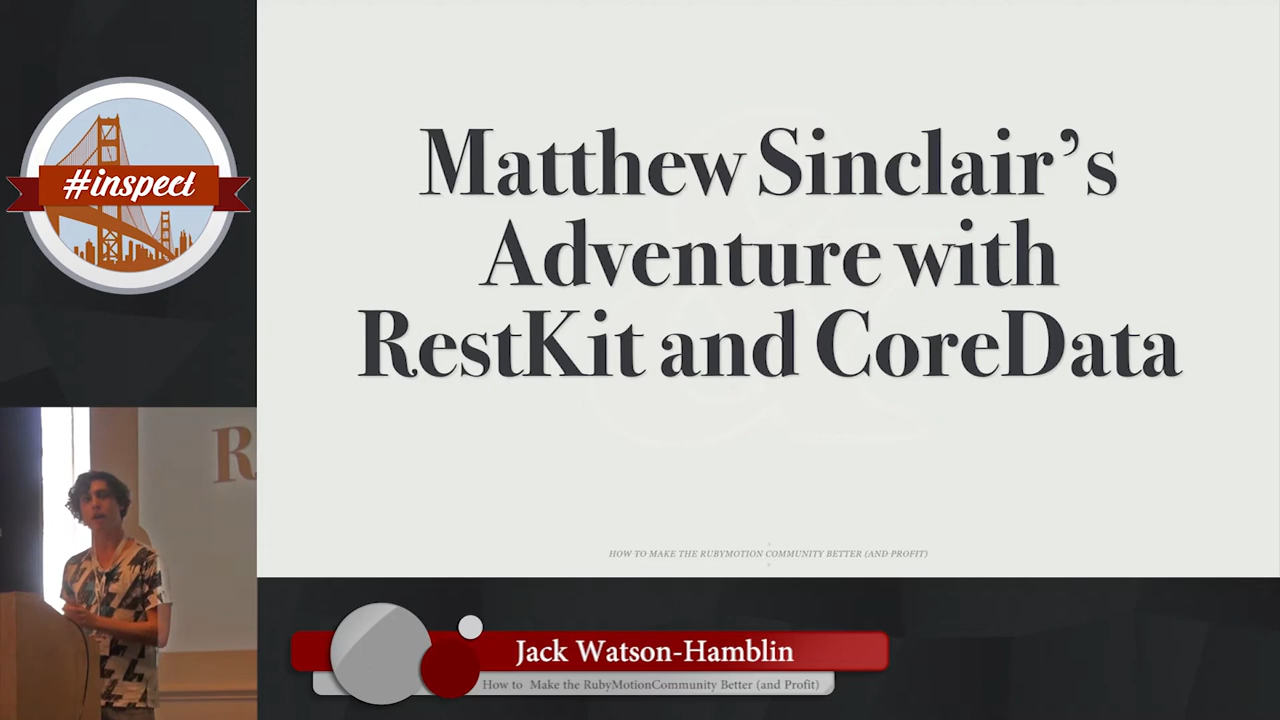 #inspect
Matthew Sinclair’s
Adventure with
RestKit and CoreData
HOW TO MAKE THE RUBYMOTION COMMUNITY BETTER (AND PROFIT)
R
Jack Watson-Hamblin
How to Make the RubyMotionCommunity Better (and Profit)